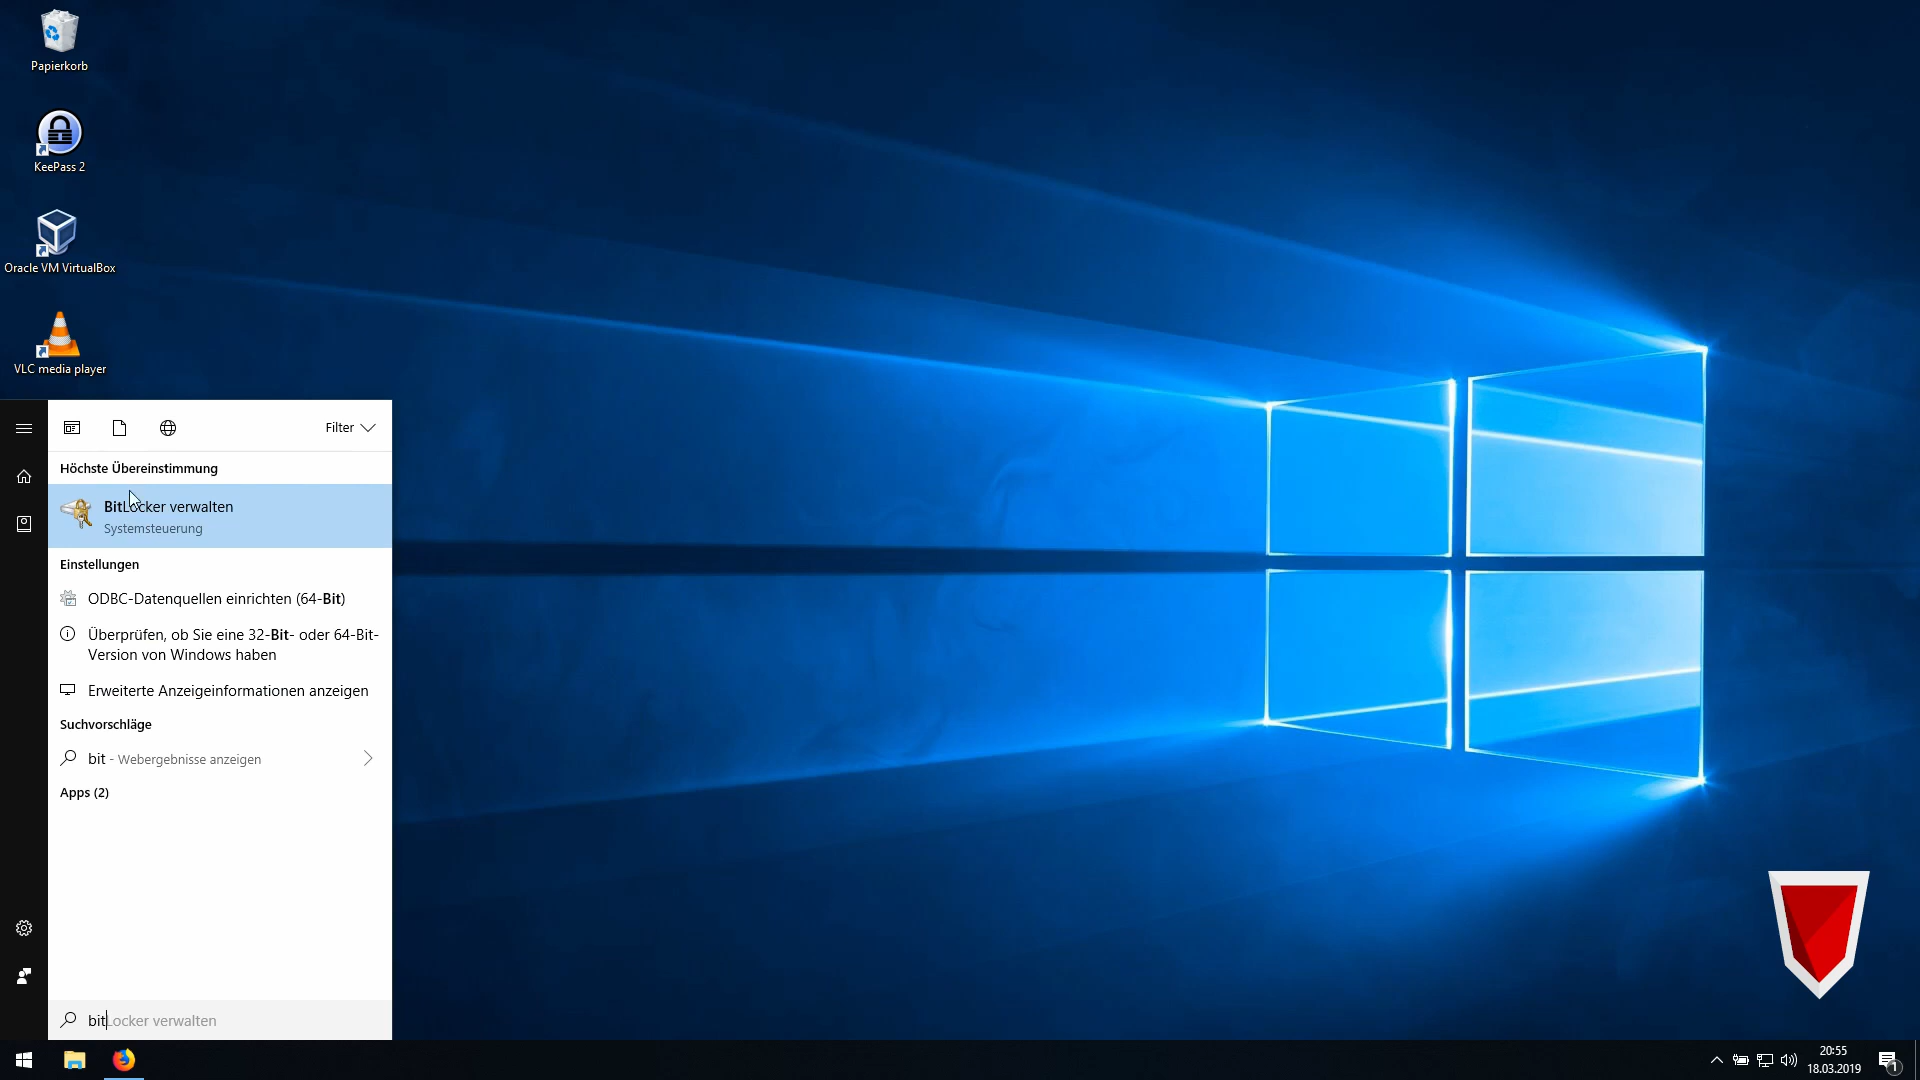 Papierkorb
KeePass 2
Oracle VM VirtualBox
VLC media player
Filter
Höchste Übereinstimmung
BitLocker verwalten
Systemsteuerung
Einstellungen
ODBC-Datenquellen einrichten (64-Bit)
Überprüfen, ob Sie eine 32-Bit- oder 64-Bit-
Version von Windows haben
Erweiterte Anzeigeinformationen anzeigen
Suchvorschläge
bit - Webergebnisse anzeigen
Apps (2)
bitLocker verwalten
20:55
18.03.2019
1